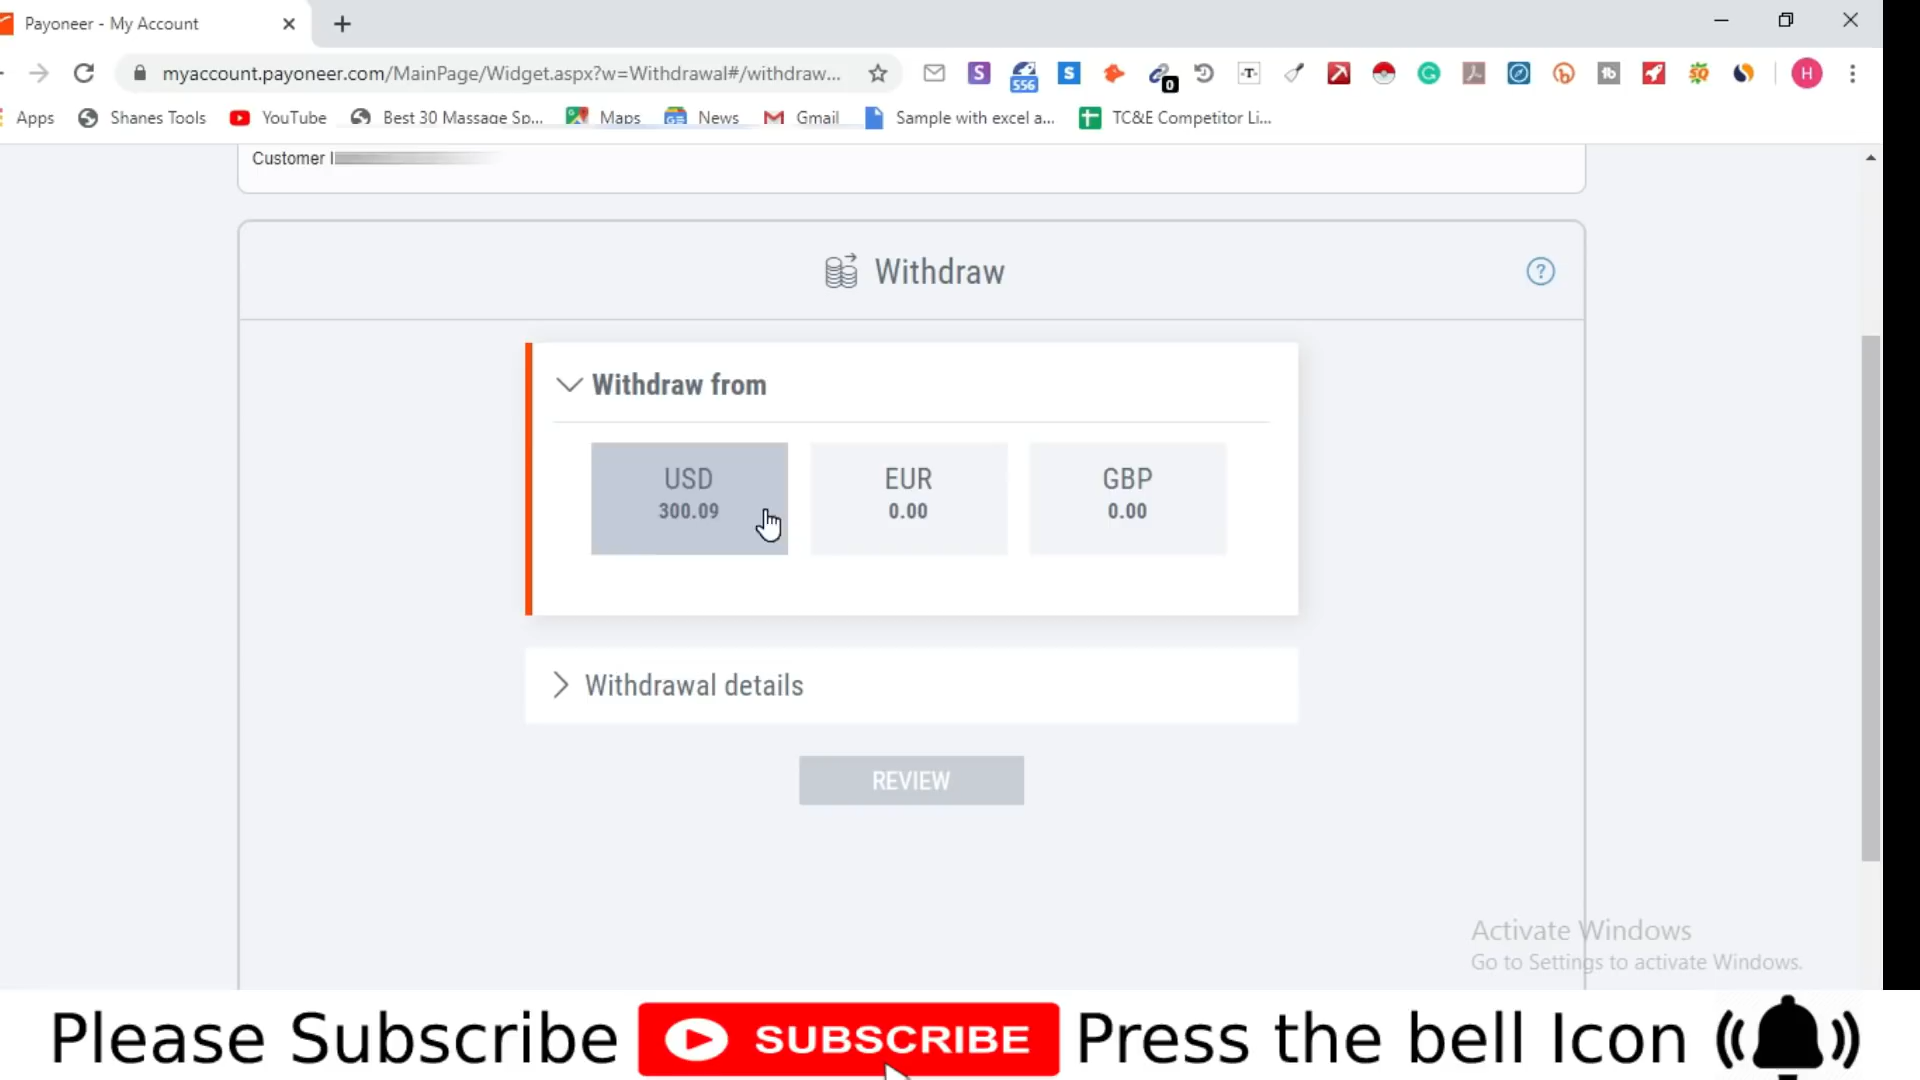 Payoneer - My Account
myaccount.payoneer.com/MainPage/Widget.aspx?w=Withdrawal#/withdraw...
556
0
Apps
Shanes Tools
YouTube
Best 30 Massage Sp...
Maps
News
Gmail
Sample with excel a...
TC&E Competitor Li...
H
Customer I
Withdraw
?
Withdraw from
USD
300.09
EUR
0.00
GBP
0.00
Withdrawal details
REVIEW
Activate Windows
Go to Settings to activate Windows.
Please Subscribe SUBSCRIBE Press the bell Icon